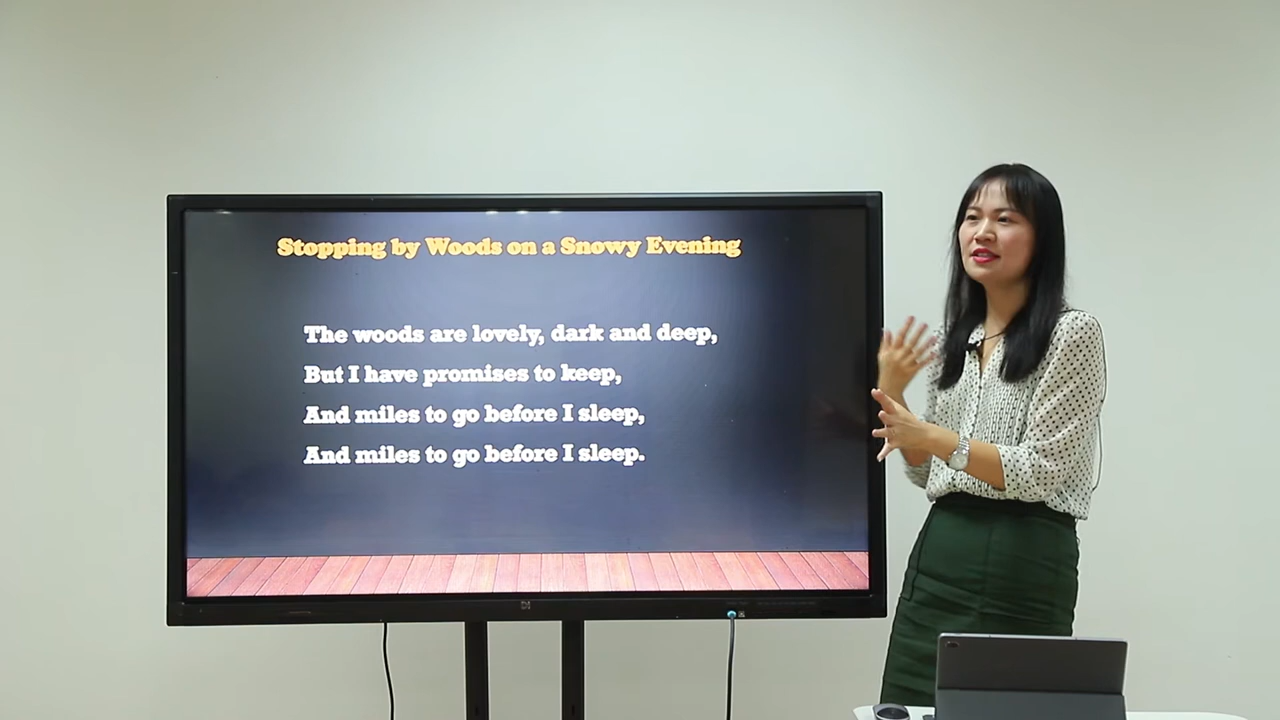 Stopping by Woods on a Snowy Evening
The woods are lovely, dark and deep,
But I have promises to keep,
And miles to go before I sleep,
And miles to go before I sleep.